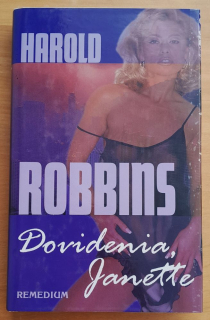 HAROLD
ROBBINS
Dovidenia,
Janette
REMEDIUM